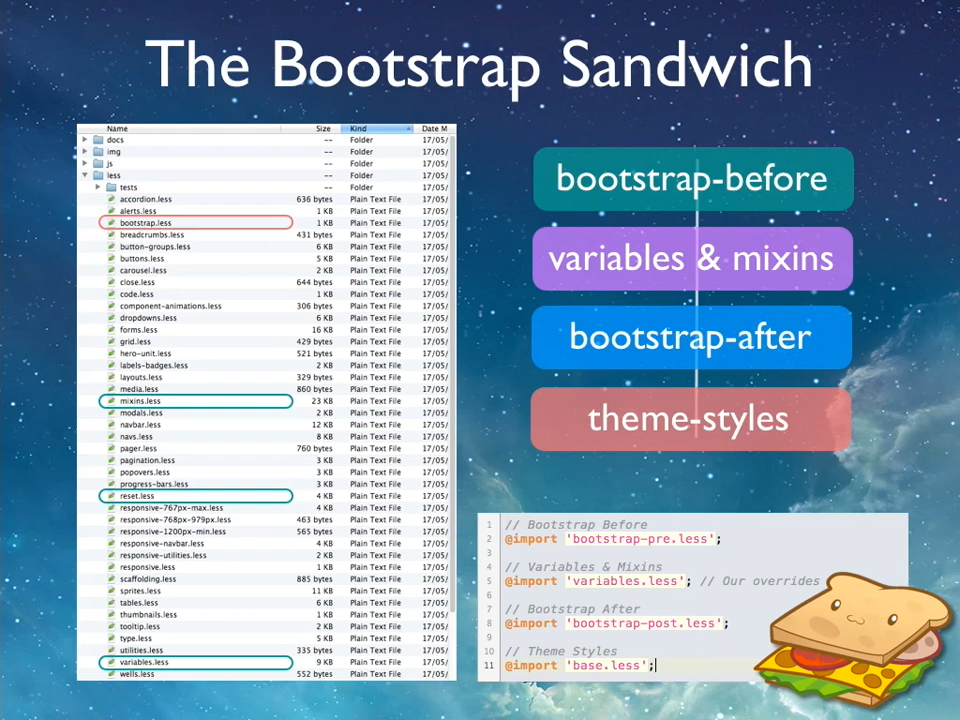 The Bootstrap Sandwich
Name Size Kind Date M
docs -- Folder 17/05/
img -- Folder 17/05/
js -- Folder 17/05/
less -- Folder 17/05/
tests -- Folder 17/05/
accordion.less 636 bytes Plain Text File 17/05/
alerts.less 1 KB Plain Text File 17/05/
bootstrap.less 1 KB Plain Text File 17/05/
breadcrumbs.less 431 bytes Plain Text File 17/05/
button-groups.less 6 KB Plain Text File 17/05/
buttons.less 5 KB Plain Text File 17/05/
carousel.less 2 KB Plain Text File 17/05/
close.less 644 bytes Plain Text File 17/05/
code.less 1 KB Plain Text File 17/05/
component-animations.less 306 bytes Plain Text File 17/05/
dropdowns.less 6 KB Plain Text File 17/05/
forms.less 16 KB Plain Text File 17/05/
grid.less 429 bytes Plain Text File 17/05/
hero-unit.less 521 bytes Plain Text File 17/05/
labels-badges.less 2 KB Plain Text File 17/05/
layouts.less 329 bytes Plain Text File 17/05/
media.less 860 bytes Plain Text File 17/05/
mixins.less 23 KB Plain Text File 17/05/
modals.less 2 KB Plain Text File 17/05/
navbar.less 12 KB Plain Text File 17/05/
navs.less 8 KB Plain Text File 17/05/
pager.less 760 bytes Plain Text File 17/05/
pagination.less 3 KB Plain Text File 17/05/
popovers.less 3 KB Plain Text File 17/05/
progress-bars.less 3 KB Plain Text File 17/05/
reset.less 4 KB Plain Text File 17/05/
responsive-767px-max.less 4 KB Plain Text File 17/05/
responsive-768px-979px.less 463 bytes Plain Text File 17/05/
responsive-1200px-min.less 565 bytes Plain Text File 17/05/
responsive-navbar.less 4 KB Plain Text File 17/05/
responsive-utilities.less 2 KB Plain Text File 17/05/
responsive.less 1 KB Plain Text File 17/05/
scaffolding.less 885 bytes Plain Text File 17/05/
sprites.less 11 KB Plain Text File 17/05/
tables.less 6 KB Plain Text File 17/05/
thumbnails.less 1 KB Plain Text File 17/05/
tooltip.less 2 KB Plain Text File 17/05/
type.less 5 KB Plain Text File 17/05/
utilities.less 335 bytes Plain Text File 17/05/
variables.less 9 KB Plain Text File 17/05/
wells.less 552 bytes Plain Text File 17/05/
bootstrap-before
variables & mixins
bootstrap-after
theme-styles
1 // Bootstrap Before
2 @import 'bootstrap-pre.less';
3
4 // Variables & Mixins
5 @import 'variables.less'; // Our overrides
6
7 // Bootstrap After
8 @import 'bootstrap-post.less';
9
10 // Theme Styles
11 @import 'base.less';